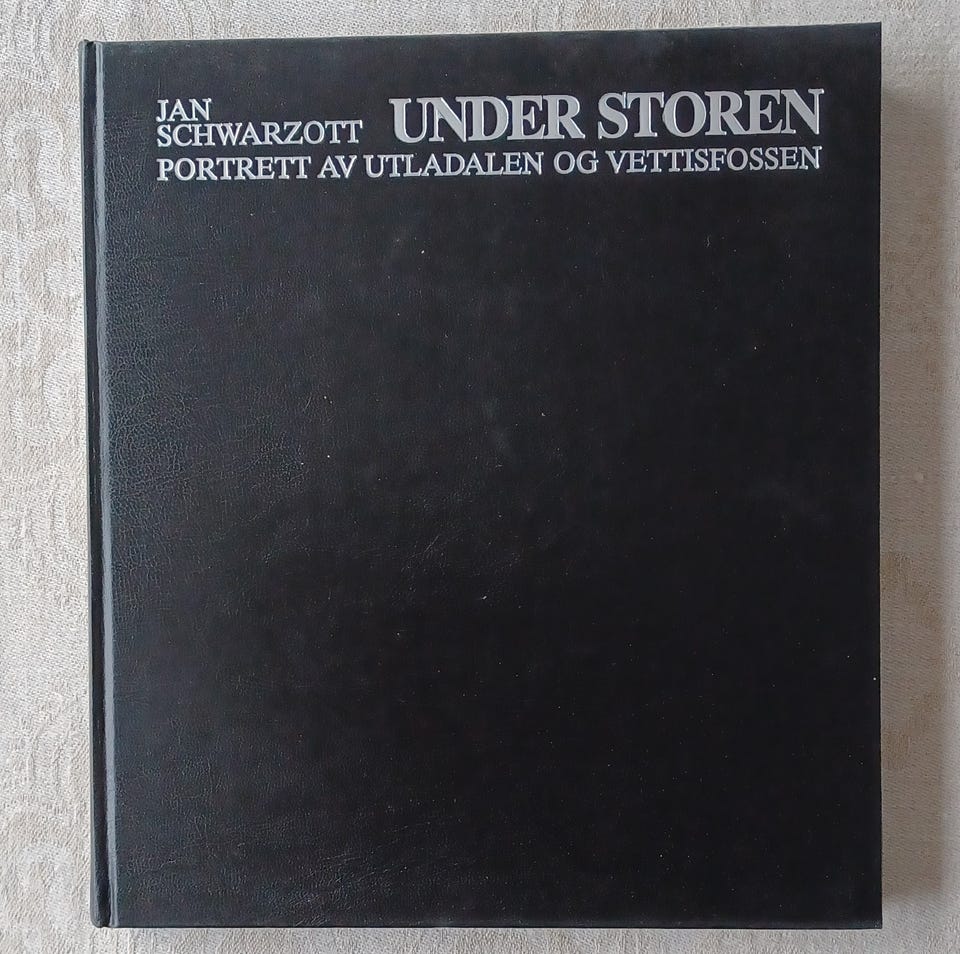 JAN
SCHWARZOTT UNDER STOREN
PORTRETT AV UTLADALEN OG VETTISFOSSEN